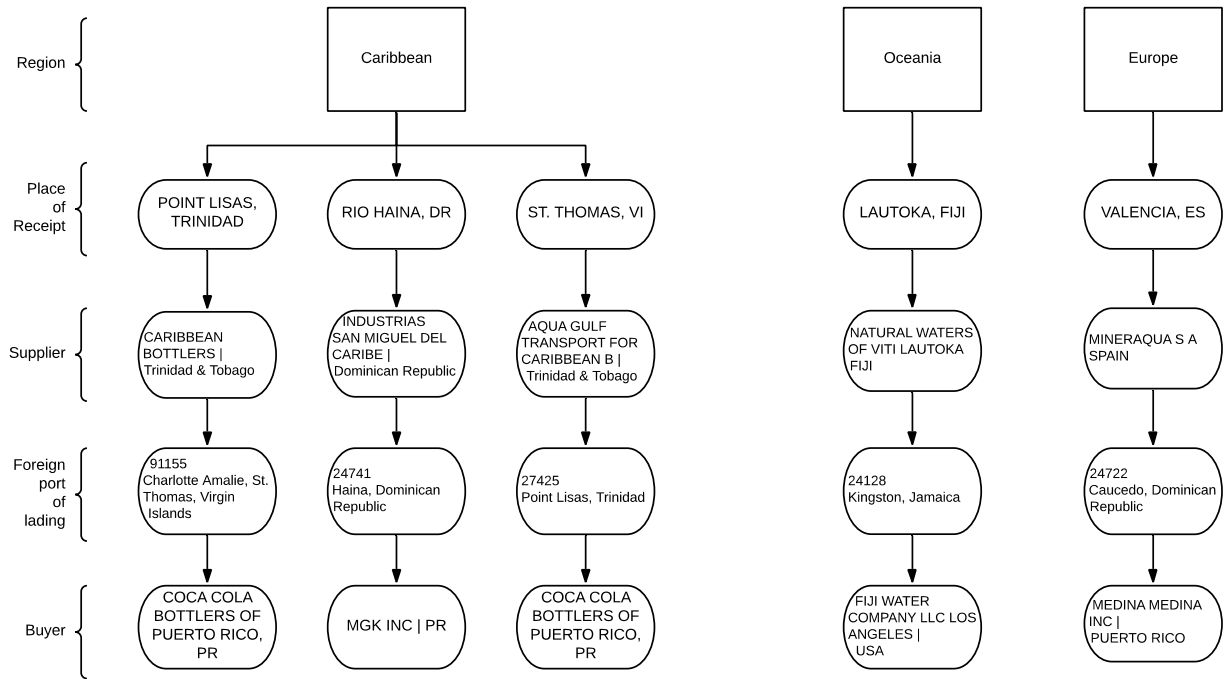 Region
Caribbean
Oceania
Europe
Place
of
Receipt
POINT LISAS,
TRINIDAD
RIO HAINA, DR
ST. THOMAS, VI
LAUTOKA, FIJI
VALENCIA, ES
Supplier
CARIBBEAN
BOTTLERS |
Trinidad & Tobago
INDUSTRIAS
SAN MIGUEL DEL
CARIBE |
Dominican Republic
AQUA GULF
TRANSPORT FOR
CARIBBEAN B |
Trinidad & Tobago
NATURAL WATERS
OF VITI LAUTOKA
FIJI
MINERAQUA S A
SPAIN
Foreign
port
of
lading
91155
Charlotte Amalie, St.
Thomas, Virgin
Islands
24741
Haina, Dominican
Republic
27425
Point Lisas, Trinidad
24128
Kingston, Jamaica
24722
Caucedo, Dominican
Republic
Buyer
COCA COLA
BOTTLERS OF
PUERTO RICO,
PR
MGK INC | PR
COCA COLA
BOTTLERS OF
PUERTO RICO,
PR
FIJI WATER
COMPANY LLC LOS
ANGELES |
USA
MEDINA MEDINA
INC |
PUERTO RICO